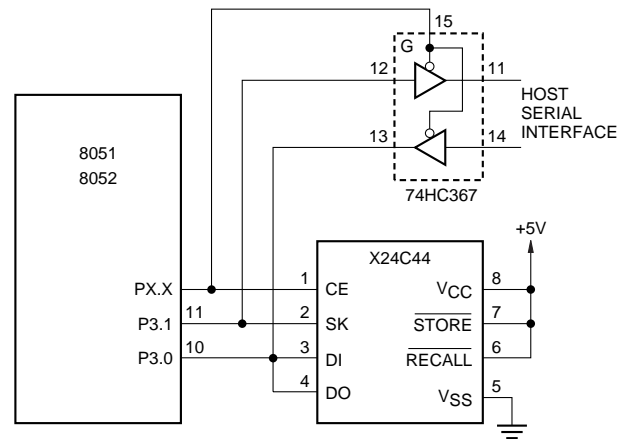 15
G
12
11
HOST
SERIAL
INTERFACE
13
14
74HC367
8051
8052
+5V
X24C44
PX.X
1
CE
VCC
8
11
P3.1
2
SK
STORE
7
10
P3.0
3
DI
RECALL
6
4
DO
VSS
5